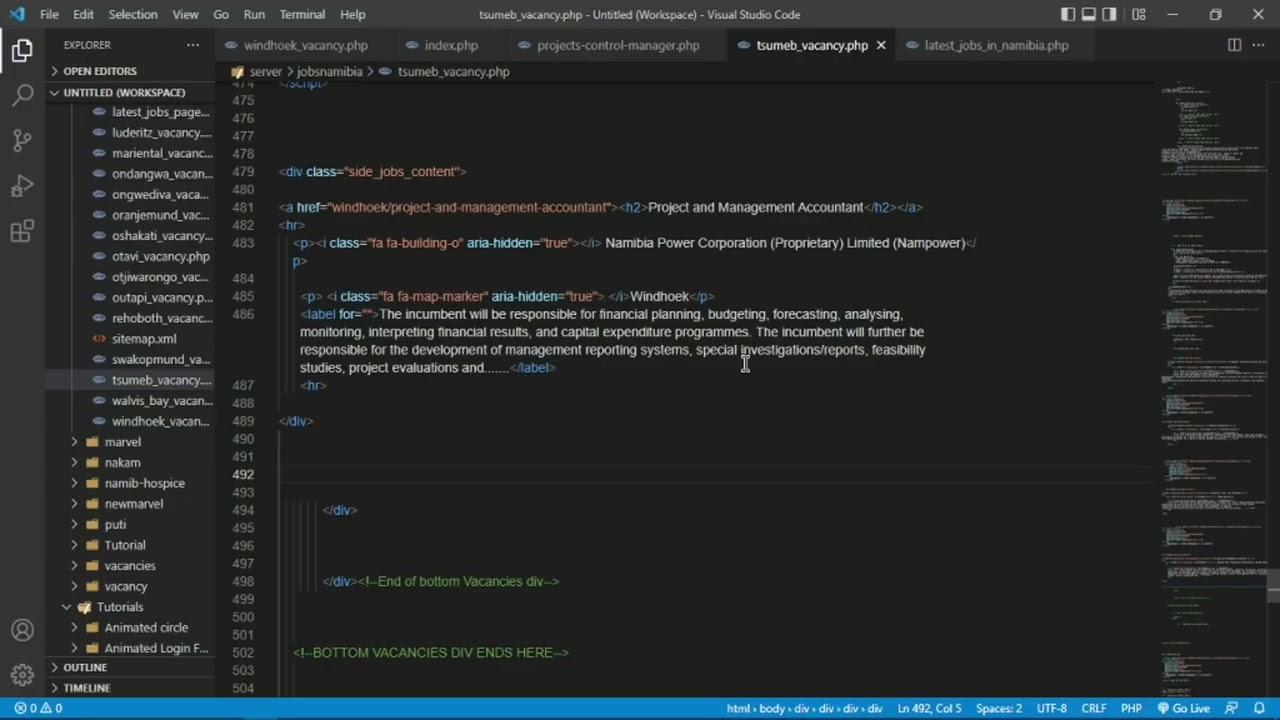 File Edit Selection View Go Run Terminal Help tsumeb_vacancy.php - Untitled (Workspace) - Visual Studio Code
EXPLORER
windhoek_vacancy.php index.php projects-control-manager.php tsumeb_vacancy.php latest_jobs_in_namibia.php
server jobsnamibia tsumeb_vacancy.php
OPEN EDITORS
UNTITLED (WORKSPACE)
latest_jobs_page...
luderitz_vacancy....
mariental_vacanc...
ondangwa_vacan...
ongwediva_vaca...
oranjemund_vac...
oshakati_vacancy...
otavi_vacancy.php
otjiwarongo_vac...
outapi_vacancy.p...
rehoboth_vacanc...
sitemap.xml
swakopmund_va...
tsumeb_vacancy....
walvis_bay_vacan...
windhoek_vacan...
marvel
nakam
namib-hospice
newmarvel
puti
Tutorial
vacancies
vacancy
Tutorials
Animated circle
Animated Login F...
OUTLINE
TIMELINE
474 </script>
475
476
477
478
479 <div class="side_jobs_content">
480
481 <a href="windhoek/project-and-management-accountant"><h2>Project and Management Accountant</h2></a>
482 <hr>
483 <p><i class="fa fa-building-o" aria-hidden="true"></i> Namibia Power Corporation (Proprietary) Limited (Nampower)</
p>
484
485 <p> <i class="fa fa-map-marker" aria-hidden="true"> </i>Windhoek</p>
486 <label for="">The incumbent will be responsible for financial planning, budgeting, forecasting, analysing,
monitoring, interpreting financial results, and Capital expenditure programmes. The incumbent will further
responsible for the development management reporting systems, special investigations/reports, feasibility
studies, project evaluations and.......</label>
487 <hr>
488
489 </div>
490
491
492
493
494 </div>
495
496
497
498 </div><!--End of bottom Vacancies div-->
499
500
501
502 <!--BOTTOM VACANCIES DIV ENDS HERE-->
503
504
0 0 html › body › div › div › div › div Ln 492, Col 5 Spaces: 2 UTF-8 CRLF PHP Go Live